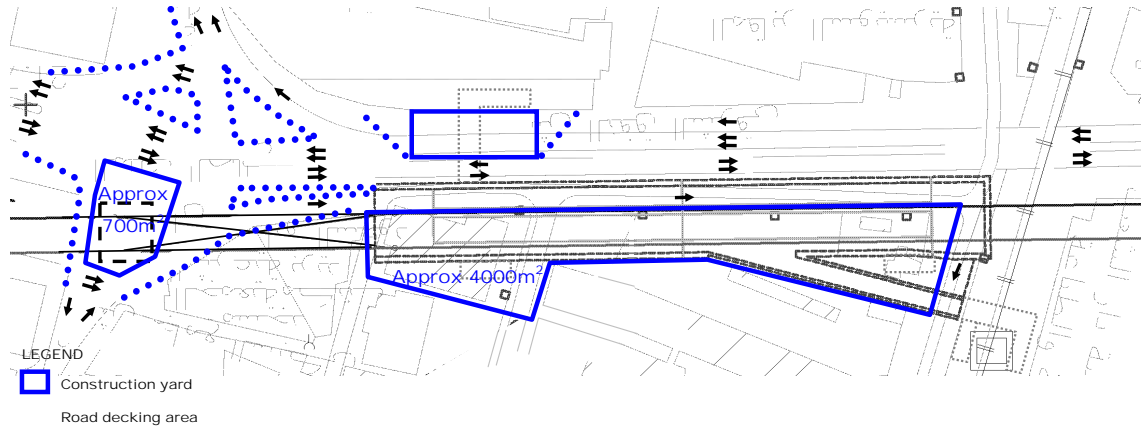 Approx
700m²
Approx 4000m²
LEGEND
Construction yard
Road decking area